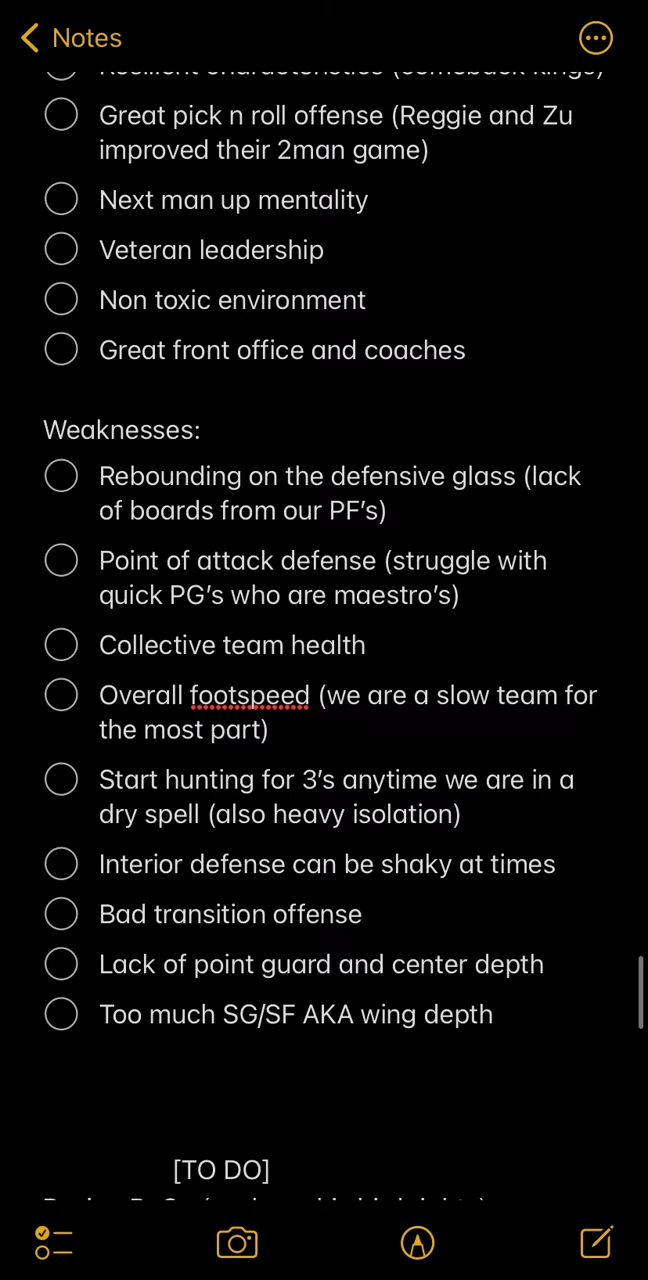 Notes
Resilient characteristics (comeback kings)
Great pick n roll offense (Reggie and Zu
improved their 2man game)
Next man up mentality
Veteran leadership
Non toxic environment
Great front office and coaches
Weaknesses:
Rebounding on the defensive glass (lack
of boards from our PF's)
Point of attack defense (struggle with
quick PG's who are maestro's)
Collective team health
Overall footspeed (we are a slow team for
the most part)
Start hunting for 3's anytime we are in a
dry spell (also heavy isolation)
Interior defense can be shaky at times
Bad transition offense
Lack of point guard and center depth
Too much SG/SF AKA wing depth
[TO DO]